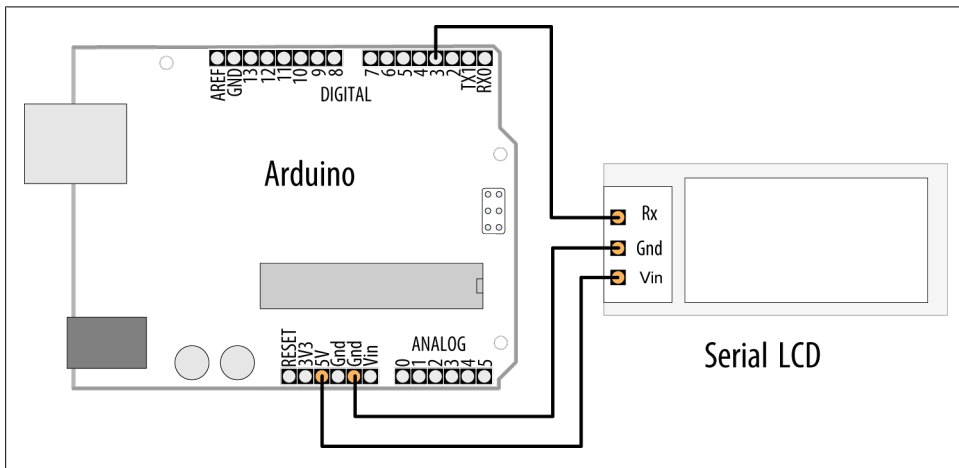 AREF
GND
13
12
11
10
9
8
7
6
5
4
3
2
TX1
RX0
DIGITAL
Arduino
Rx
Gnd
Vin
RESET
3V3
5V
Gnd
Gnd
Vin
ANALOG
0
1
2
3
4
5
Serial LCD